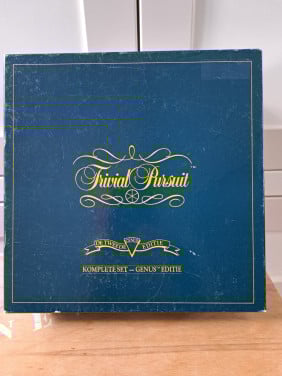 Trivial Pursuit
DE TWEEDE EDITIE
KOMPLETE SET — GENUS™ EDITIE